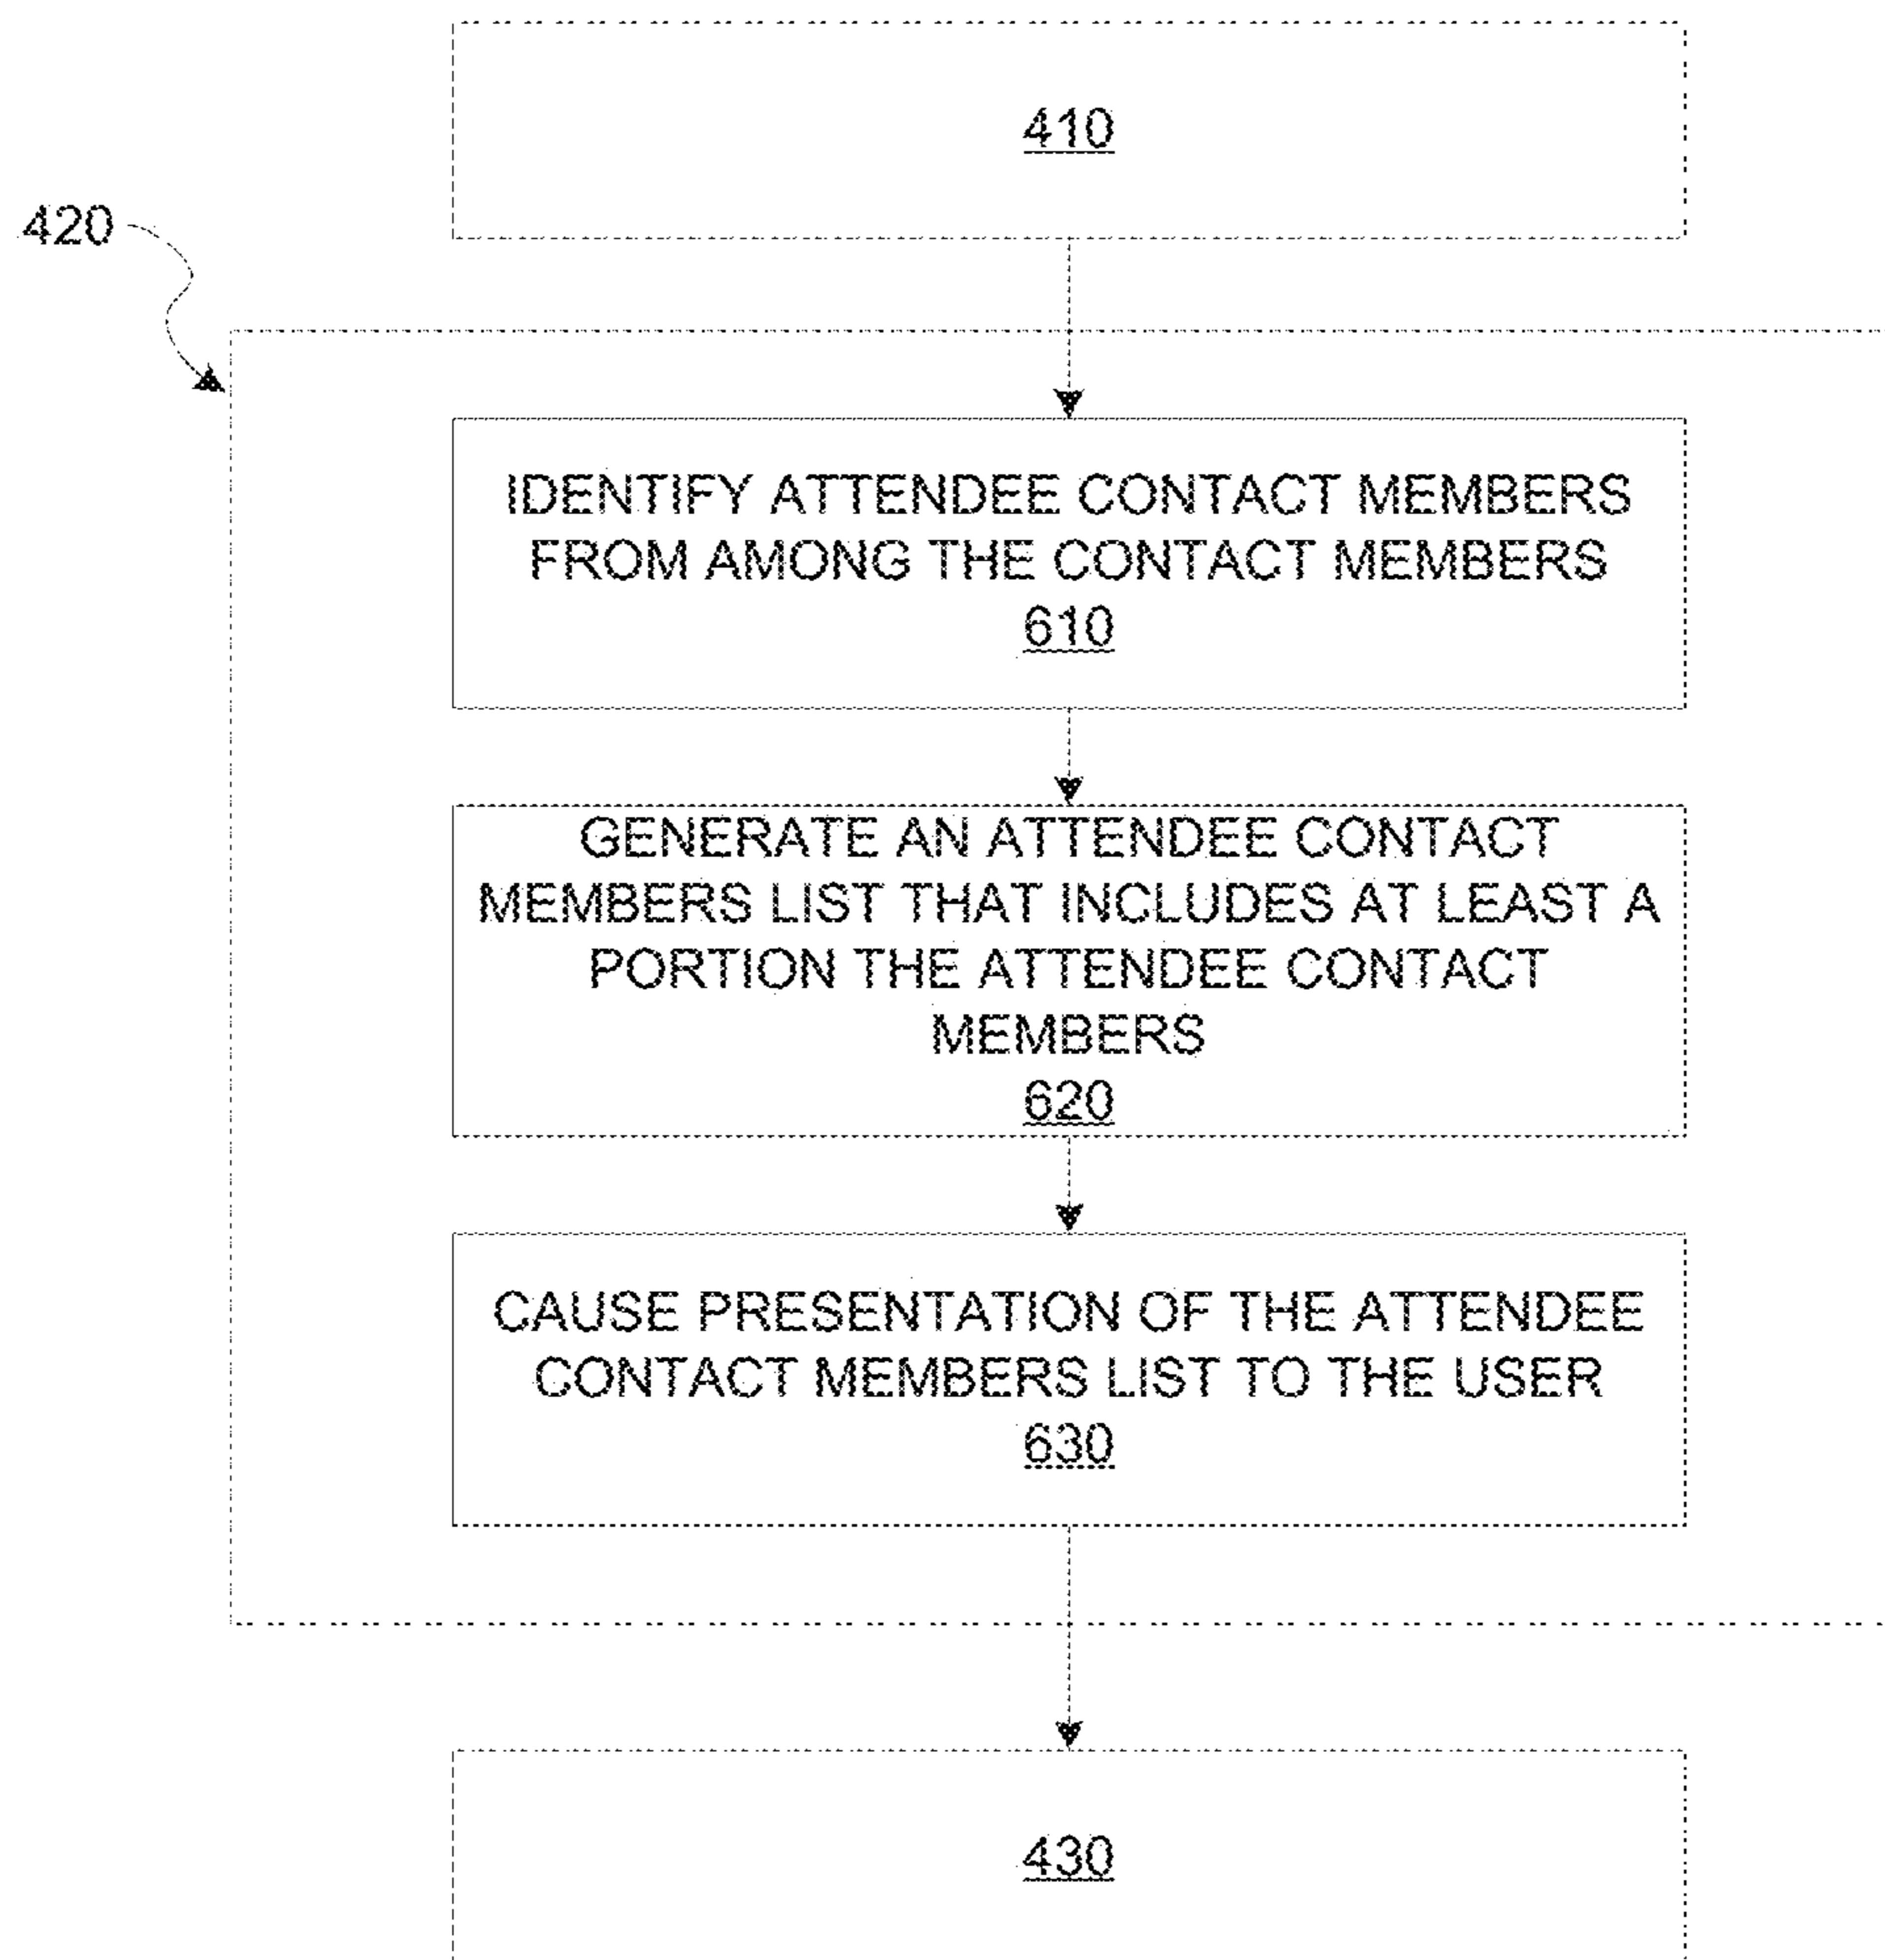 410
420
IDENTIFY ATTENDEE CONTACT MEMBERS
FROM AMONG THE CONTACT MEMBERS
610
GENERATE AN ATTENDEE CONTACT
MEMBERS LIST THAT INCLUDES AT LEAST A
PORTION THE ATTENDEE CONTACT
MEMBERS
620
CAUSE PRESENTATION OF THE ATTENDEE
CONTACT MEMBERS LIST TO THE USER
630
430